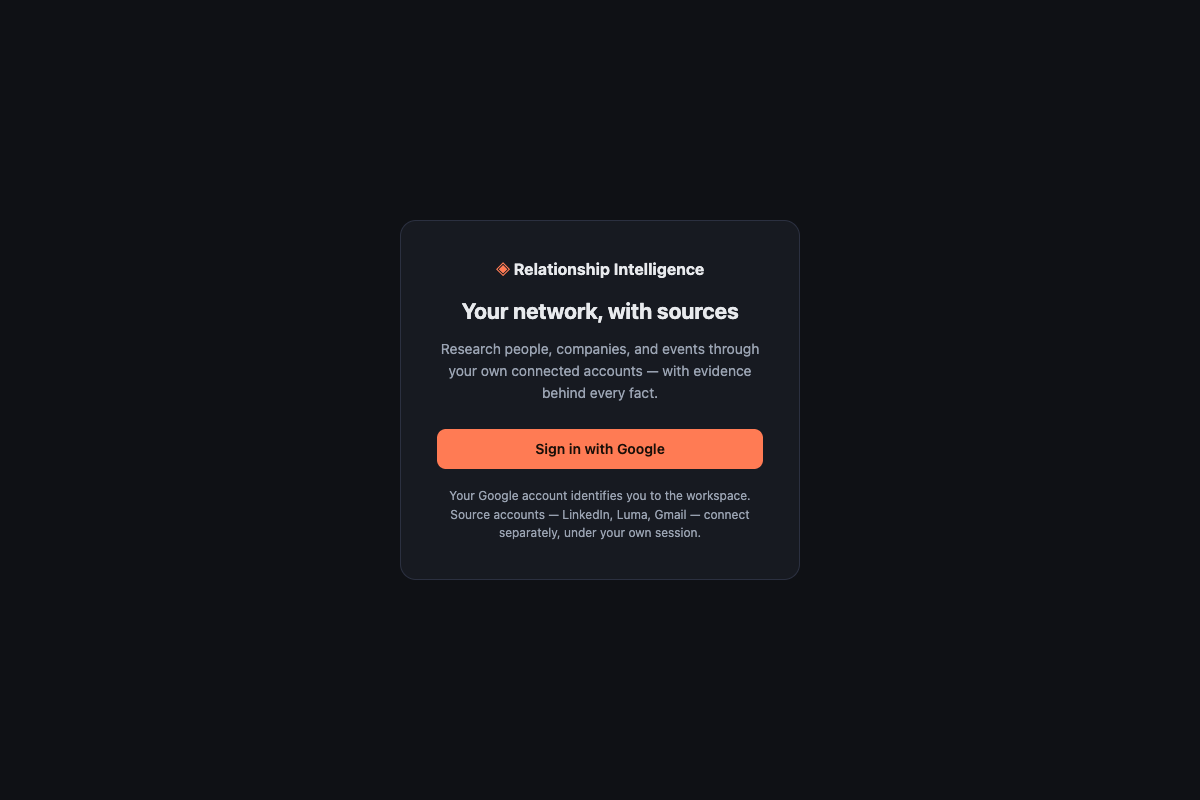 Relationship Intelligence
Your network, with sources
Research people, companies, and events through
your own connected accounts — with evidence
behind every fact.
Sign in with Google
Your Google account identifies you to the workspace.
Source accounts — LinkedIn, Luma, Gmail — connect
separately, under your own session.